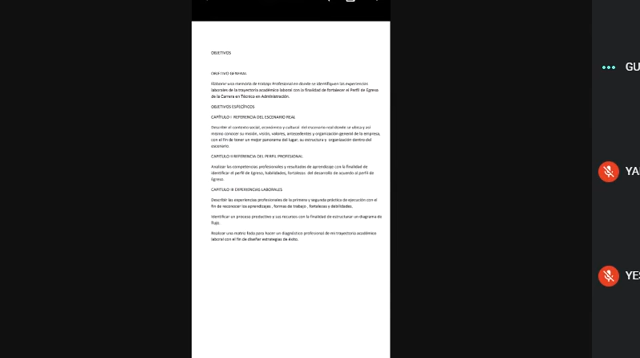 OBJETIVOS
OBJETIVO GENERAL
Elaborar una memoria de trabajo Profesional en donde se identifiquen las experiencias
laborales de la trayectoria académico laboral con la finalidad de fortalecer el Perfil de Egreso
de la Carrera en Técnico en Administración.
OBJETIVOS ESPECÍFICOS
CAPÍTULO I REFERENCIA DEL ESCENARIO REAL
Describir el contexto social, económico y cultural del escenario real donde se ubica y así
mismo conocer su misión, visión, valores, antecedentes y organización general de la empresa,
con el fin de tener un mejor panorama del lugar: su estructura y organización dentro del
escenario.
CAPÍTULO II REFERENCIA DEL PERFIL PROFESIONAL
Analizar las competencias profesionales y resultados de aprendizaje con la finalidad de
identificar el perfil de Egreso, habilidades, fortalezas del desarrollo de acuerdo al perfil de
Egreso.
CAPÍTULO III EXPERIENCIAS LABORALES
Describir las experiencias profesionales de la primera y segunda práctica de ejecución con el
fin de reconocer los aprendizajes , formas de trabajo , fortalezas y debilidades.
Identificar un proceso productivo y sus recursos con la finalidad de estructurar un diagrama de
flujo.
Realizar una matriz foda para hacer un diagnóstico profesional de mi trayectoria académico
laboral con el fin de diseñar estrategias de éxito.
GU
YA
YES